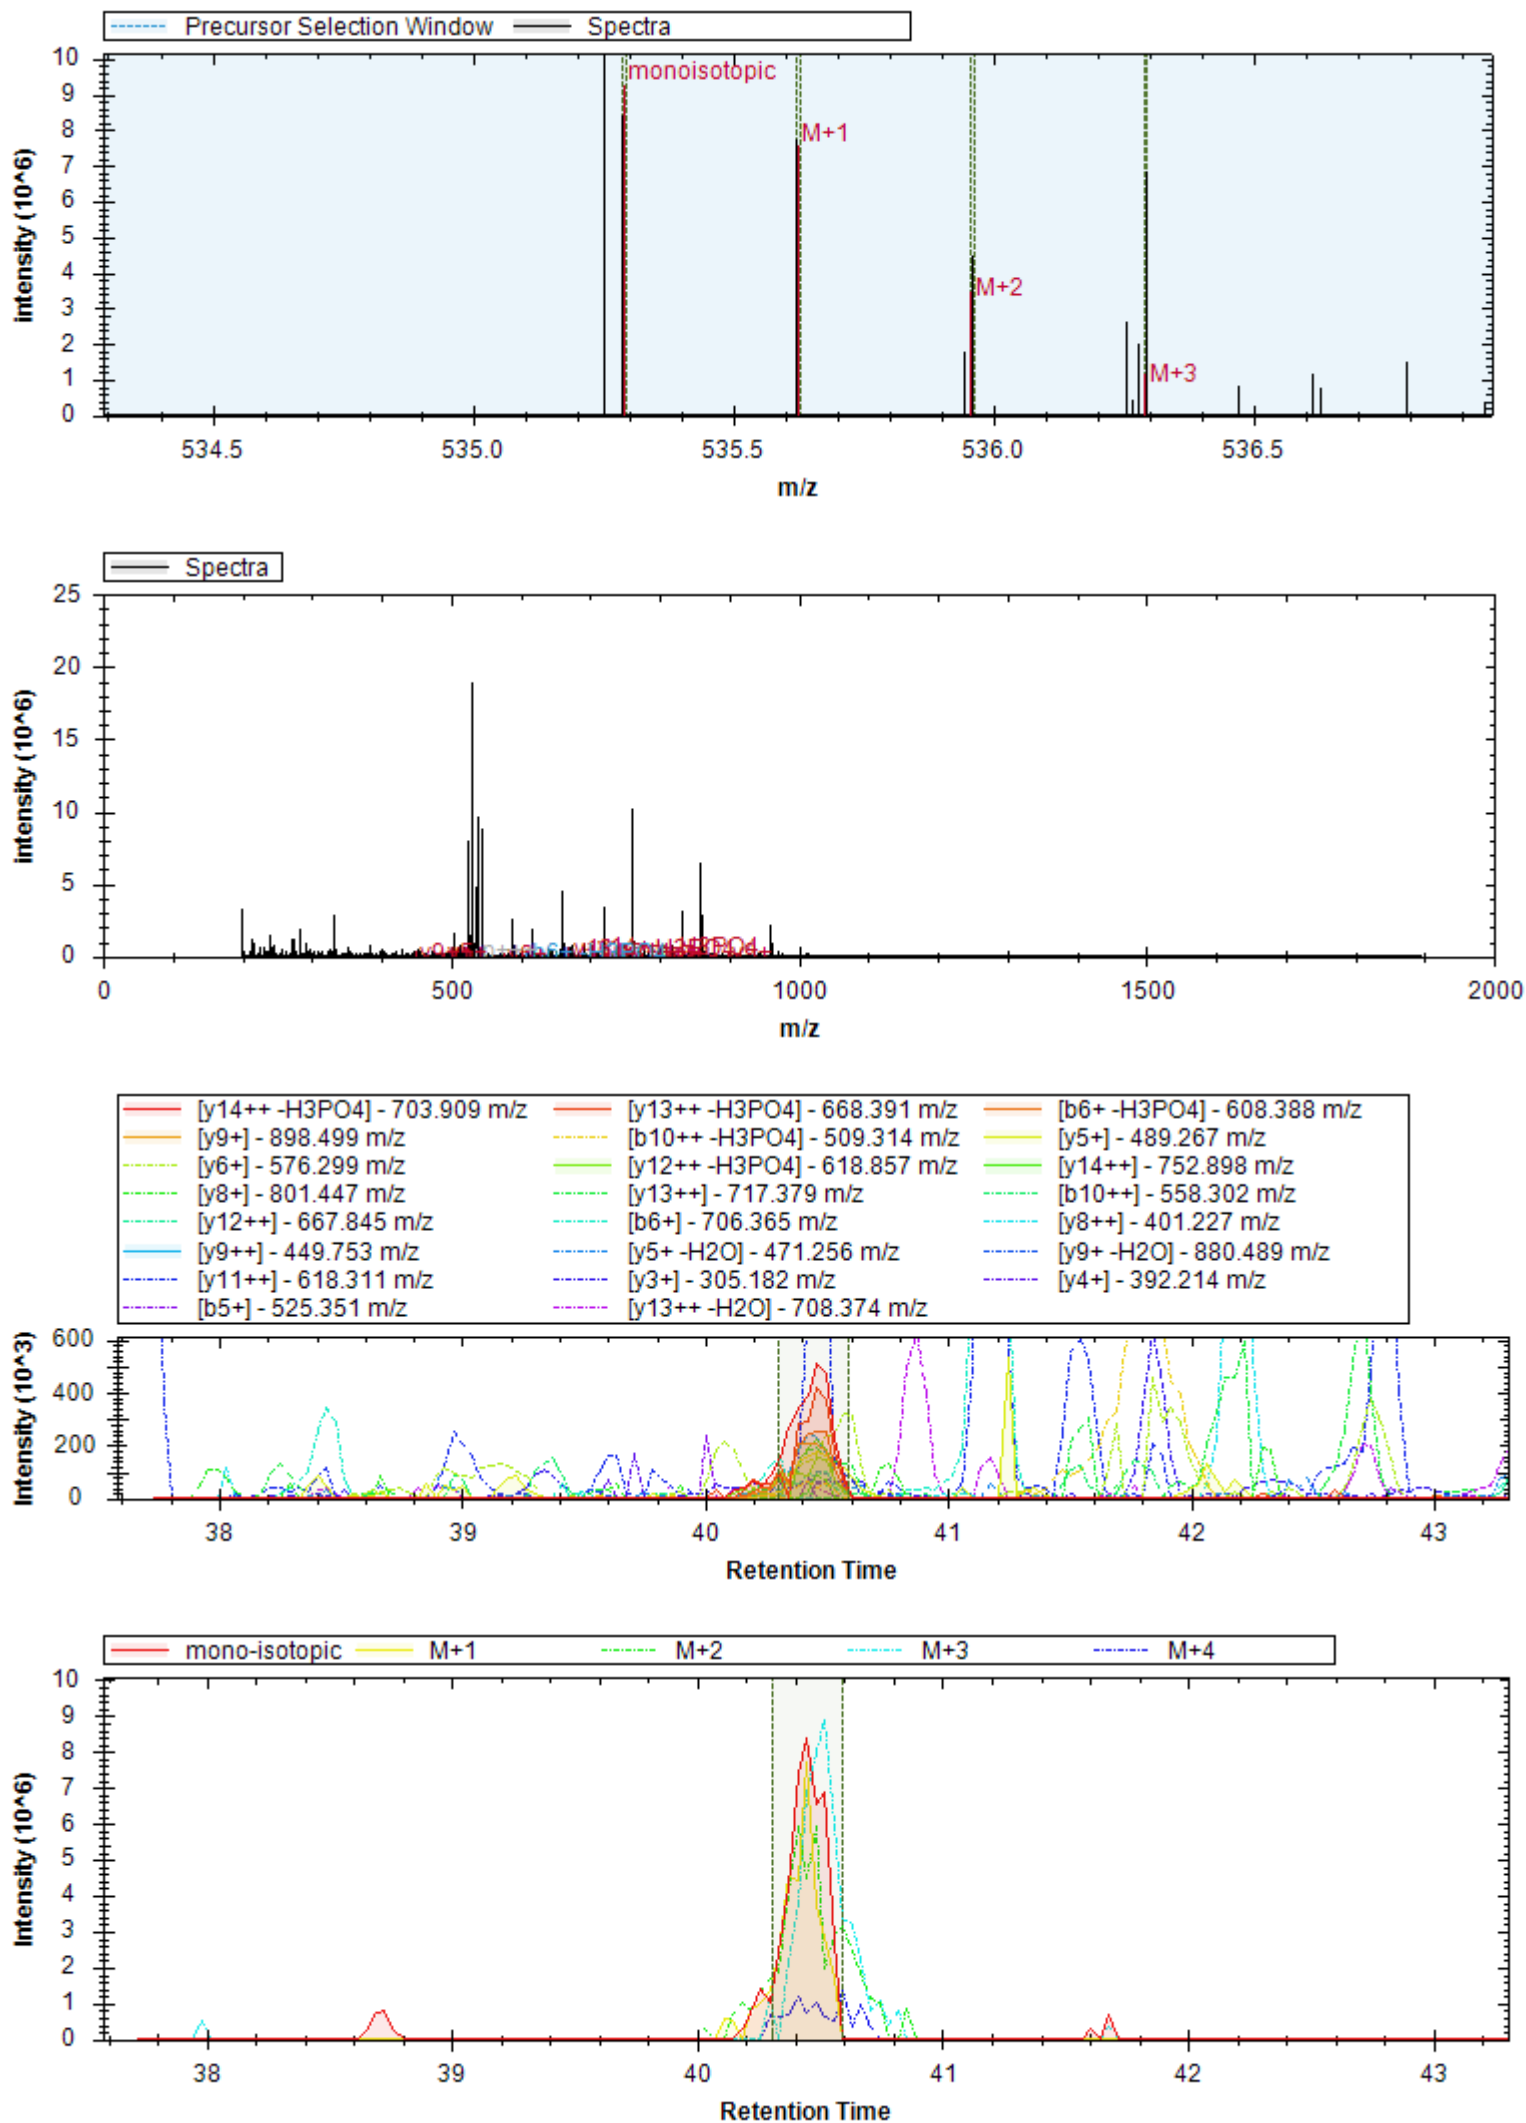 Precursor Selection Window Spectra
10
9
8
7
6
5
4
3
2
1
0
intensity (10^6)
monoisotopic
M+1
M+2
M+3
534.5 535.0 535.5 536.0 536.5
m/z
Spectra
25
20
15
10
5
0
intensity (10^6)
0 500 1000 1500 2000
m/z
[y14++ -H3PO4] - 703.909 m/z [y13++ -H3PO4] - 668.391 m/z [b6+ -H3PO4] - 608.388 m/z
[y9+] - 898.499 m/z [b10++ -H3PO4] - 509.314 m/z [y5+] - 489.267 m/z
[y6+] - 576.299 m/z [y12++ -H3PO4] - 618.857 m/z [y14++] - 752.898 m/z
[y8+] - 801.447 m/z [y13++] - 717.379 m/z [b10++] - 558.302 m/z
[y12++] - 667.845 m/z [b6+] - 706.365 m/z [y8++] - 401.227 m/z
[y9++] - 449.753 m/z [y5+ -H2O] - 471.256 m/z [y9+ -H2O] - 880.489 m/z
[y11++] - 618.311 m/z [y3+] - 305.182 m/z [y4+] - 392.214 m/z
[b5+] - 525.351 m/z [y13++ -H2O] - 708.374 m/z
600
400
200
0
Intensity (10^3)
38 39 40 41 42 43
Retention Time
mono-isotopic M+1 M+2 M+3 M+4
10
9
8
7
6
5
4
3
2
1
0
Intensity (10^6)
38 39 40 41 42 43
Retention Time